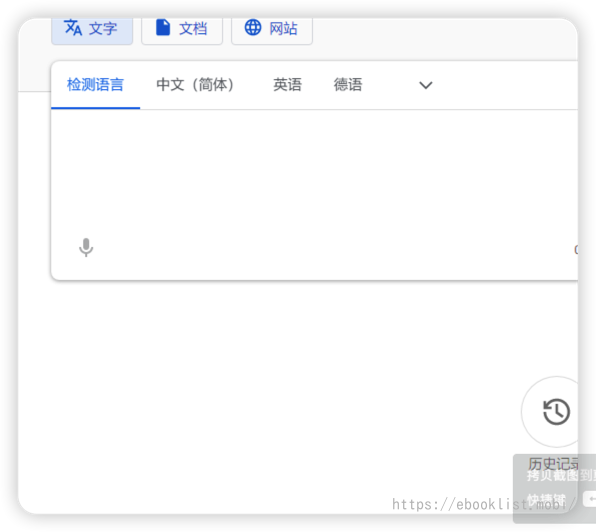 文字 文档 网站
检测语言 中文（简体） 英语 德语
历史记录
拷贝截图到
快捷键
https://ebooklist.mobi/